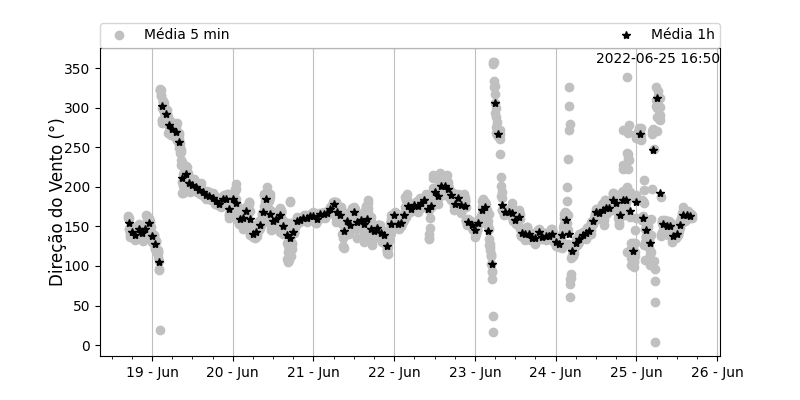 Média 5 min
Média 1h
2022-06-25 16:50
Direção do Vento (°)
350
300
250
200
150
100
50
0
19 - Jun
20 - Jun
21 - Jun
22 - Jun
23 - Jun
24 - Jun
25 - Jun
26 - Jun